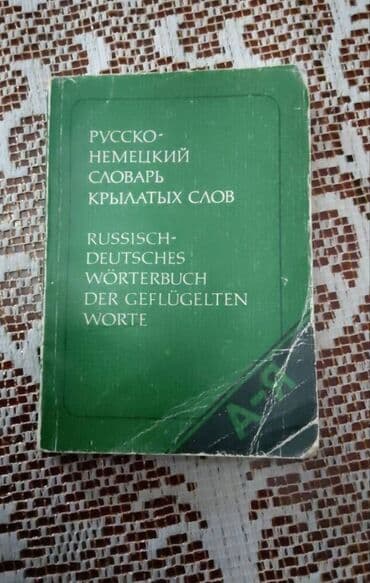 РУССКО-
НЕМЕЦКИЙ
СЛОВАРЬ
КРЫЛАТЫХ СЛОВ
RUSSISCH-
DEUTSCHES
WÖRTERBUCH
DER GEFLÜGELTEN
WORTE
А-Я